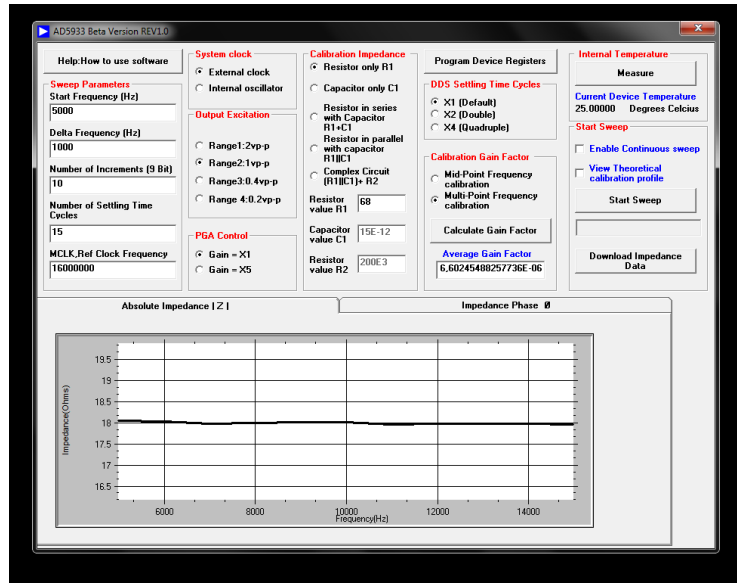 AD5933 Beta Version REV1.0
Help:How to use software
Sweep Parameters
Start Frequency (Hz)
5000
Delta Frequency (Hz)
1000
Number of Increments (9 Bit)
10
Number of Settling Time
Cycles
15
MCLK,Ref Clock Frequency
16000000
System clock
External clock
Internal oscillator
Output Excitation
Range1:2vp-p
Range2:1vp-p
Range3:0.4vp-p
Range 4:0.2vp-p
PGA Control
Gain = X1
Gain = X5
Calibration Impedance
Resistor only R1
Capacitor only C1
Resistor in series
with Capacitor
R1+C1
Resistor in parallel
with capacitor
R1||C1
Complex Circuit
(R1||C1)+ R2
Resistor
value R1
68
Capacitor
value C1
15E-12
Resistor
value R2
200E3
Program Device Registers
DDS Settling Time Cycles
X1 (Default)
X2 (Double)
X4 (Quadruple)
Calibration Gain Factor
Mid-Point Frequency
calibration
Multi-Point Frequency
calibration
Calculate Gain Factor
Average Gain Factor
6,60245488257736E-06
Internal Temperature
Measure
Current Device Temperature
25.00000 Degrees Celcius
Start Sweep
Enable Continuous sweep
View Theoretical
calibration profile
Start Sweep
Download Impedance
Data
Absolute Impedance |Z|
Impedance Phase Ø
Impedance(Ohms)
19.5
19
18.5
18
17.5
17
16.5
6000
8000
10000
12000
14000
Frequency(Hz)